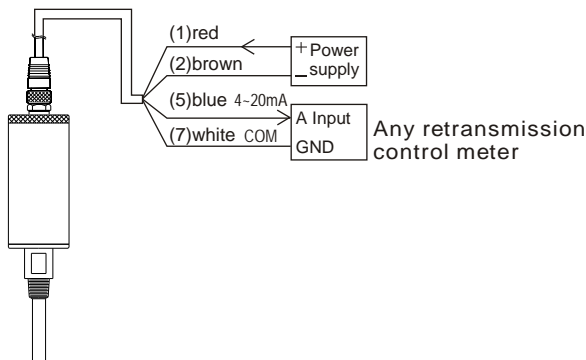 (1)red
+ Power
(2)brown
− supply
(5)blue 4~20mA
A Input
(7)white COM
GND
Any retransmission
control meter